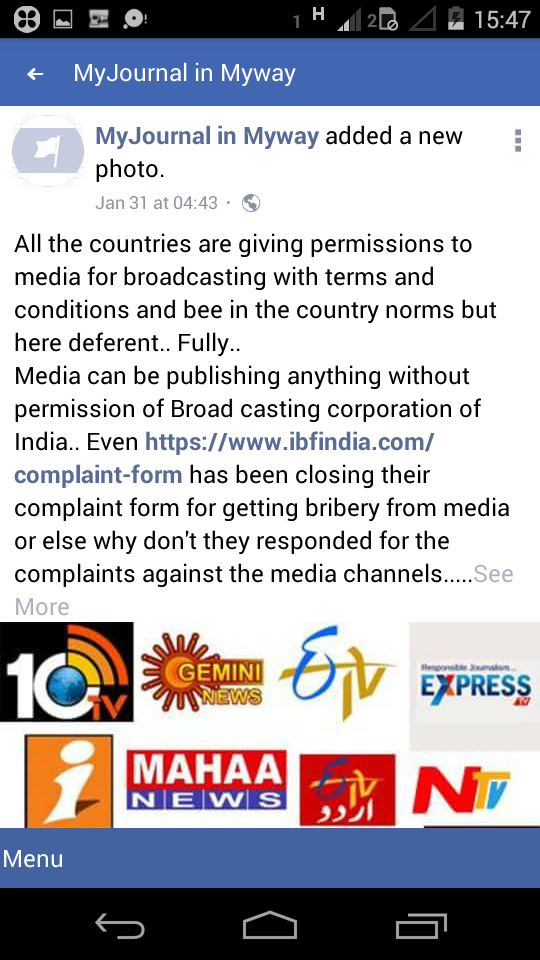 1 H 2 15:47
MyJournal in Myway
MyJournal in Myway added a new
photo.
Jan 31 at 04:43 ·
All the countries are giving permissions to
media for broadcasting with terms and
conditions and bee in the country norms but
here deferent.. Fully..
Media can be publishing anything without
permission of Broad casting corporation of
India.. Even https://www.ibfindia.com/
complaint-form has been closing their
complaint form for getting bribery from media
or else why don't they responded for the
complaints against the media channels.....See
More
10 TV
GEMINI
NEWS
ETV
Responsible Journalism...
EXPRESS
TV
i
MAHAA
NEWS
ETV
اردو
NTV
Menu